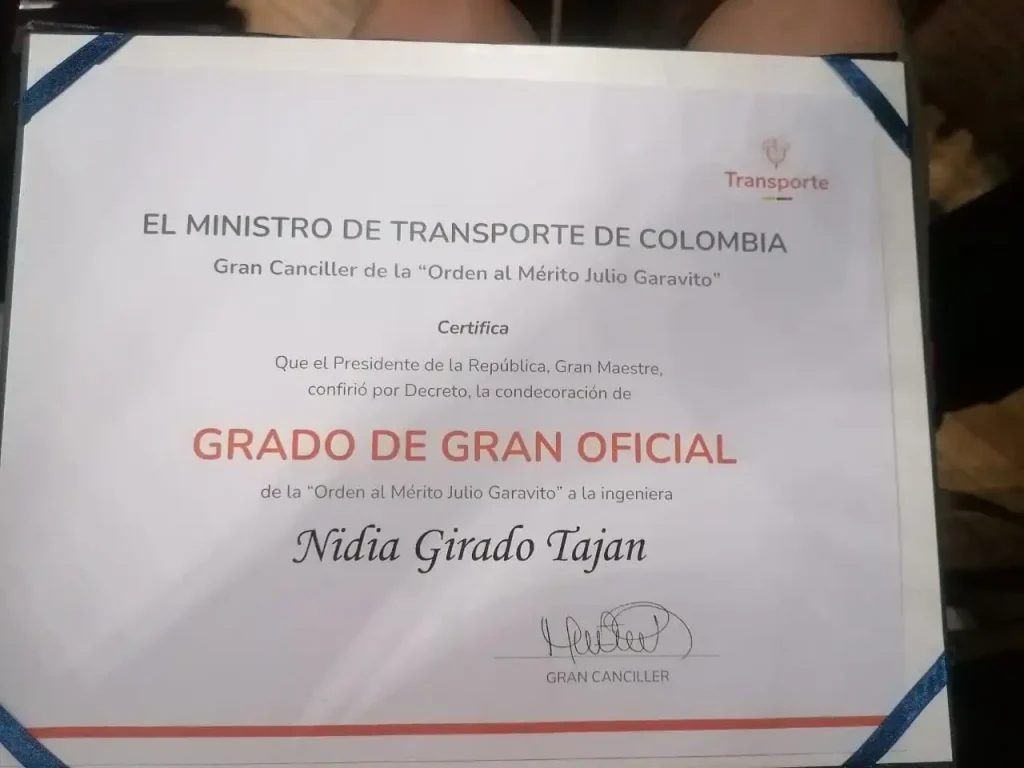 Transporte
EL MINISTRO DE TRANSPORTE DE COLOMBIA
Gran Canciller de la “Orden al Mérito Julio Garavito”
Certifica
Que el Presidente de la República, Gran Maestre,
confirió por Decreto, la condecoración de
GRADO DE GRAN OFICIAL
de la “Orden al Mérito Julio Garavito” a la ingeniera
Nidia Girado Tajan
GRAN CANCILLER